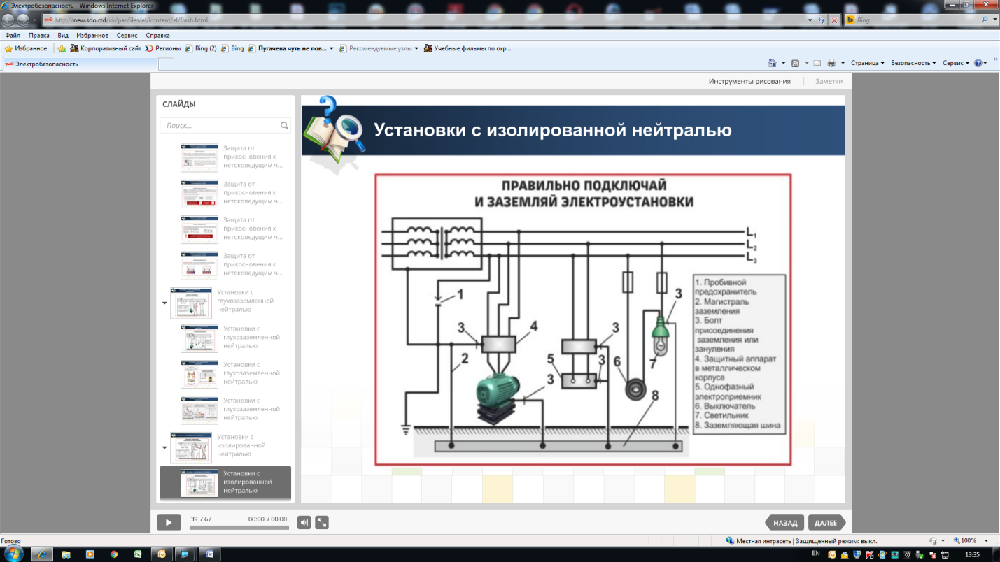 Электробезопасность - Windows Internet Explorer
http://new.sdo.rzd/vk/panfiles/el/kontent/el/flash.html
Bing
Файл Правка Вид Избранное Сервис Справка
Избранное Корпоративный сайт Регионы Bing (2) Bing Пугачева чуть не пов... Рекомендуемые узлы Учебные фильмы по охр...
Электробезопасность
Страница Безопасность Сервис
Инструменты рисования Заметки
СЛАЙДЫ
Поиск...
Защита от
прикосновения к
нетоковедущим ч...
Защита от
прикосновения к
нетоковедущим ч...
Защита от
прикосновения к
нетоковедущим ч...
Защита от
прикосновения к
нетоковедущим ч...
Установки с
глухозаземленной
нейтралью
Установки с
глухозаземленной
нейтралью
Установки с
глухозаземленной
нейтралью
Установки с
глухозаземленной
нейтралью
Установки с
изолированной
нейтралью
Установки с
изолированной
нейтралью
Установки с изолированной нейтралью
ПРАВИЛЬНО ПОДКЛЮЧАЙ
И ЗАЗЕМЛЯЙ ЭЛЕКТРОУСТАНОВКИ
L1
L2
L3
1
3
3
4
3
2
5
3
6
7
3
8
1. Пробивной
предохранитель
2. Магистраль
заземления
3. Болт
присоединения
заземления или
зануления
4. Защитный аппарат
в металлическом
корпусе
5. Однофазный
электроприемник
6. Выключатель
7. Светильник
8. Заземляющая шина
39 / 67 00:00 / 00:00
НАЗАД ДАЛЕЕ
Готово
Местная интрасеть | Защищенный режим: выкл.
100%
EN
13:35